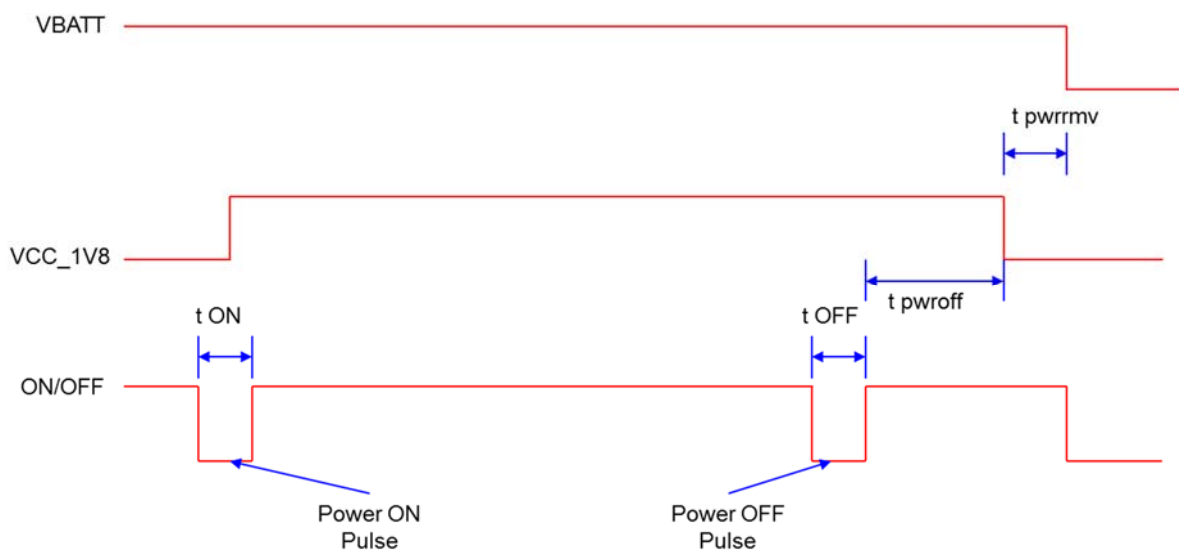 VBATT
t pwrrmv
VCC_1V8
t pwroff
t ON
t OFF
ON/OFF
Power ON
Pulse
Power OFF
Pulse